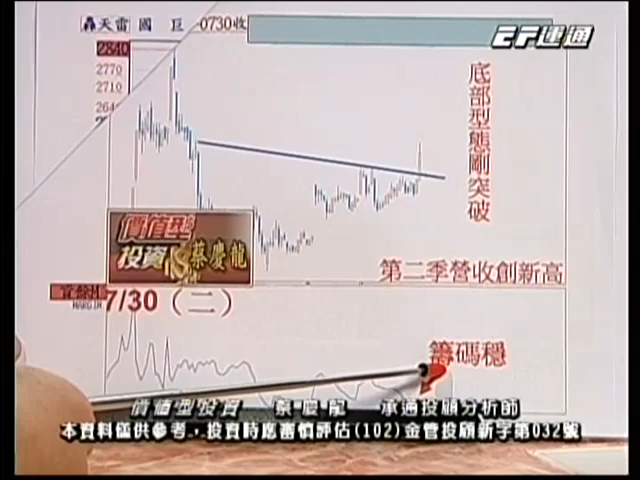 天雷 國巨 0730收
EF建通
2840
2770
2710
264
底部型態剛突破
價值型
投資 蔡慶龍
第二季營收創新高
MARGIN
7/30(二)
籌碼穩
價值型投資 蔡慶龍 承通投顧分析師
本資料僅供參考,投資時應審慎評估(102)金管投顧新字第032號